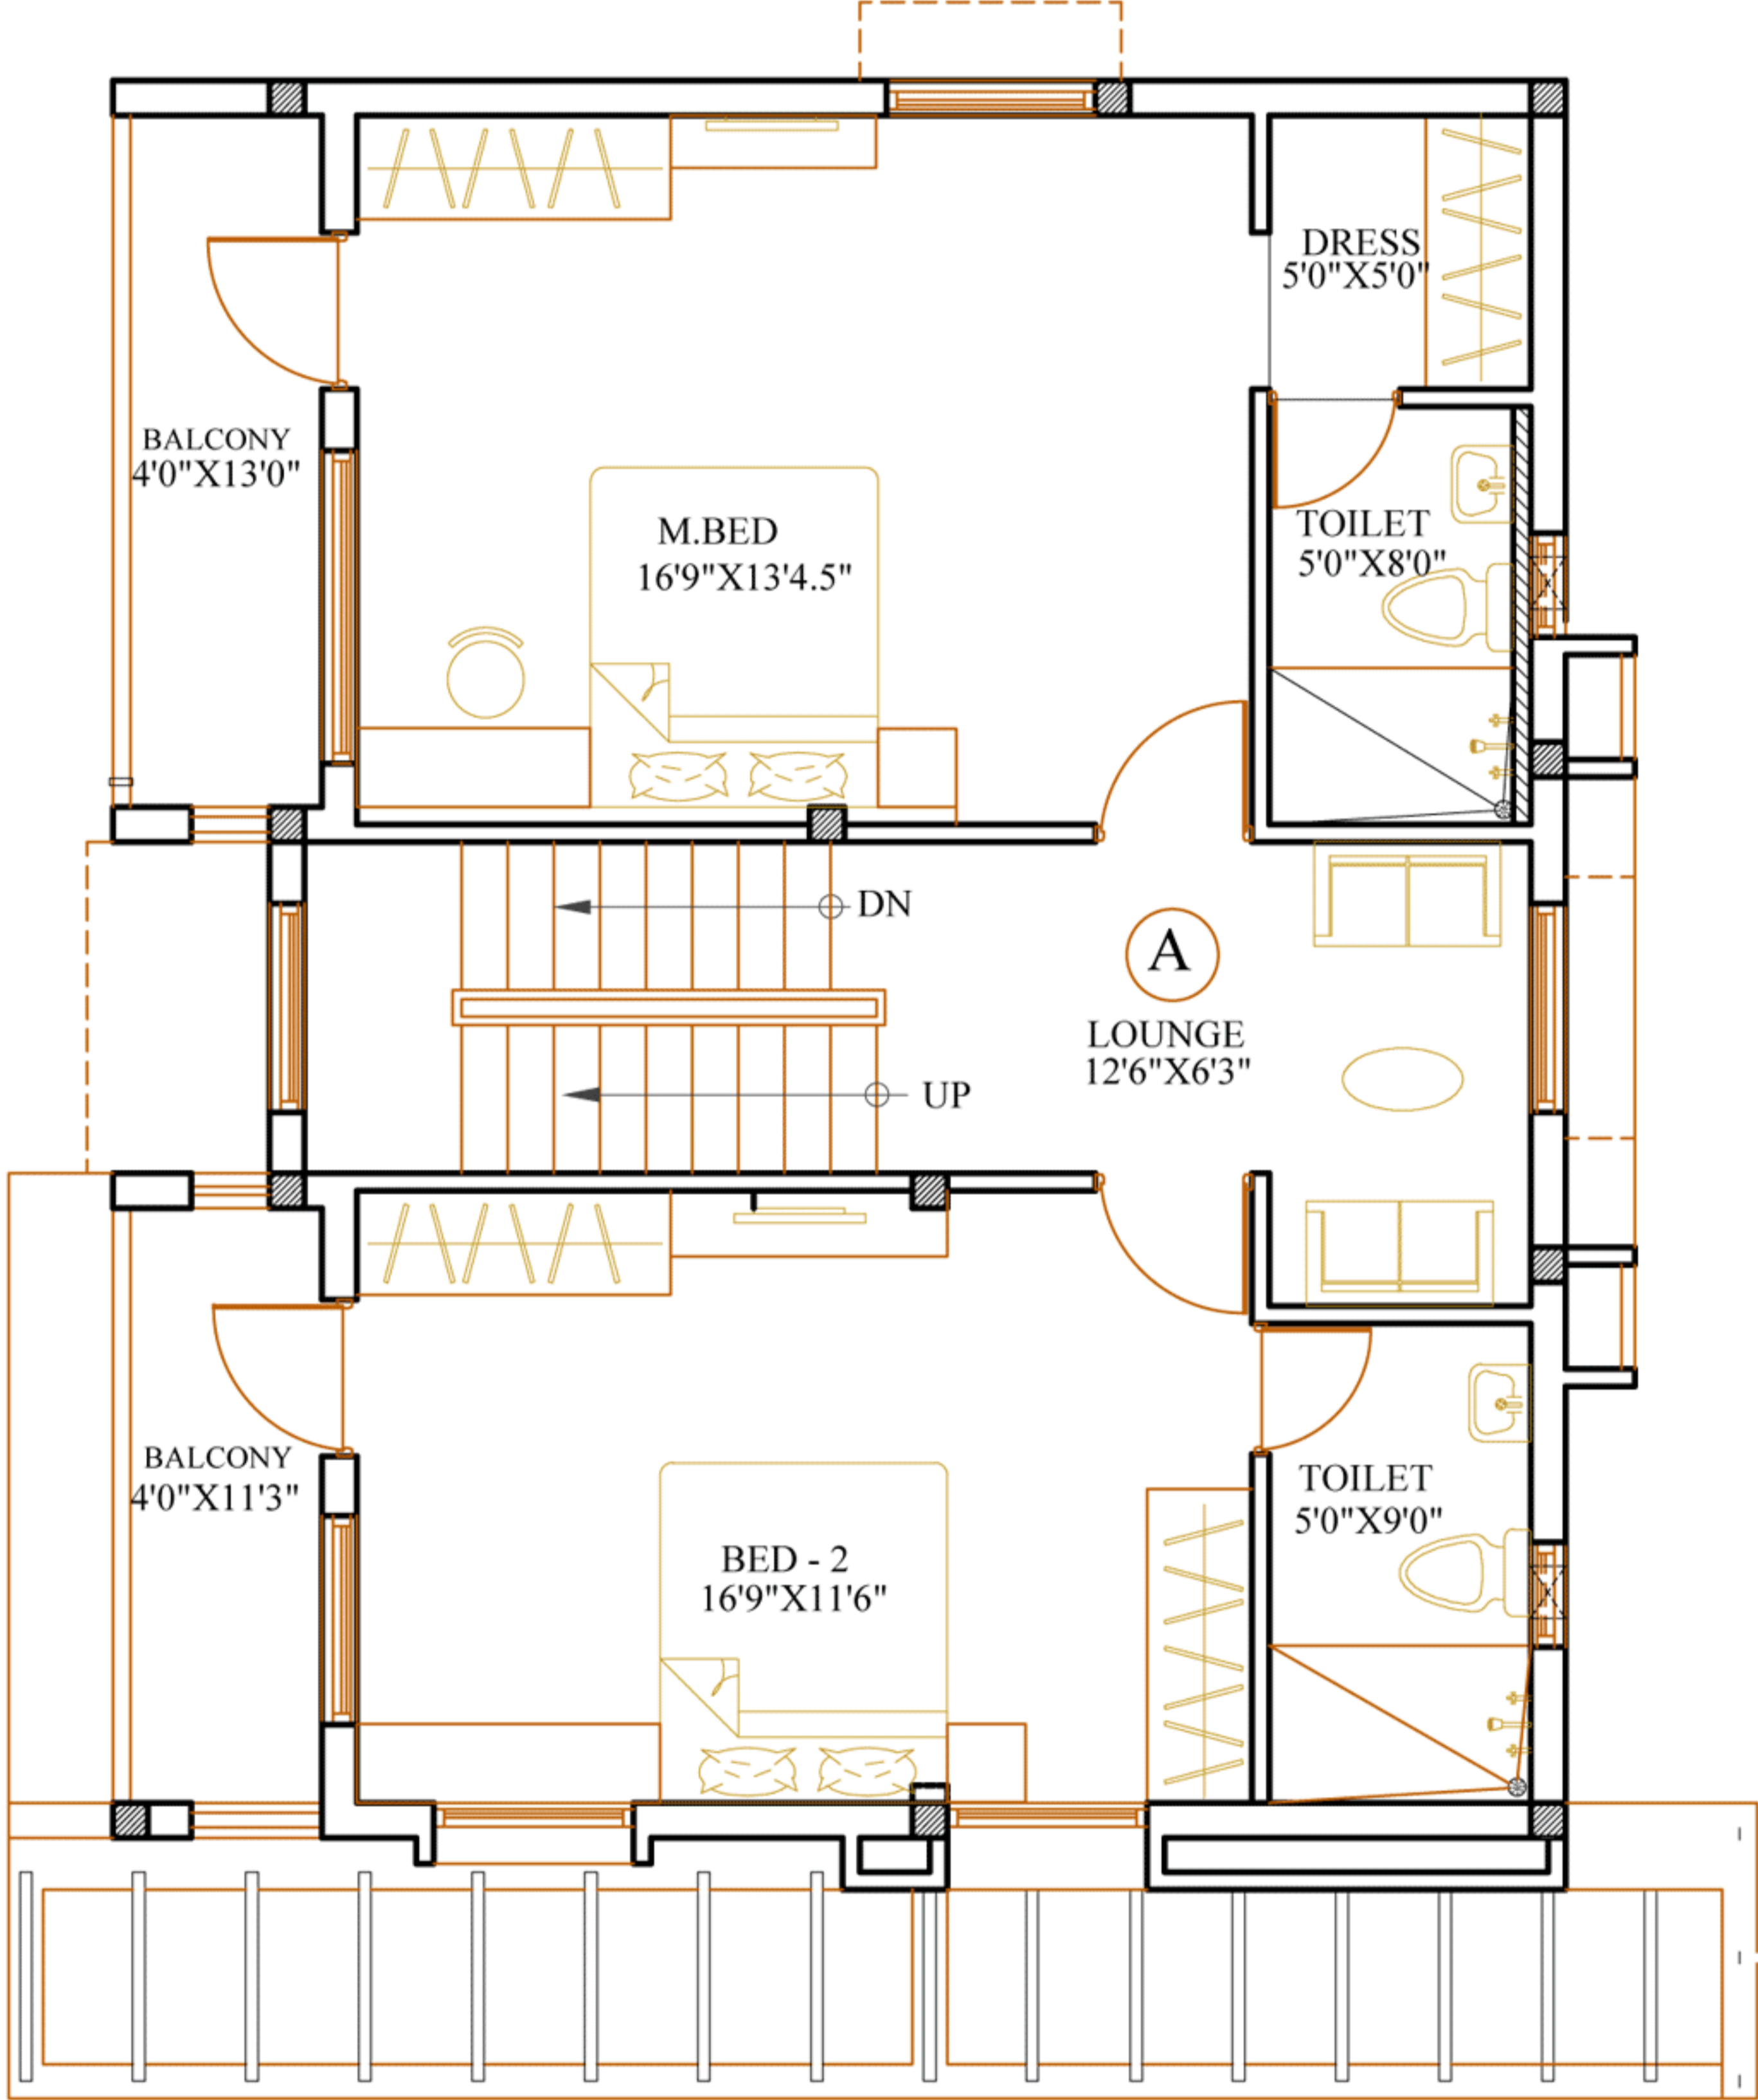 DRESS
5'0"X5'0"
BALCONY
4'0"X13'0"
M.BED
16'9"X13'4.5"
TOILET
5'0"X8'0"
DN
A
LOUNGE
12'6"X6'3"
UP
BALCONY
4'0"X11'3"
TOILET
5'0"X9'0"
BED - 2
16'9"X11'6"